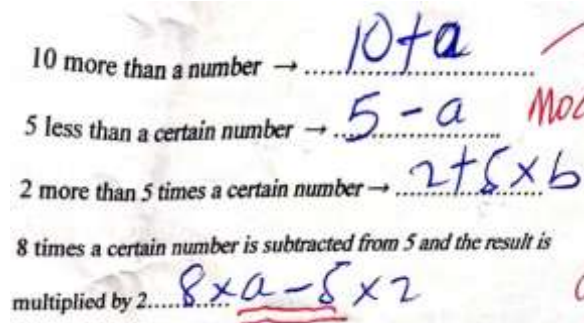 10 more than a number → ........10+a........
5 less than a certain number → ..5 - a.......
2 more than 5 times a certain number → ....2+5×b
8 times a certain number is subtracted from 5 and the result is
multiplied by 2......8×a-5×2